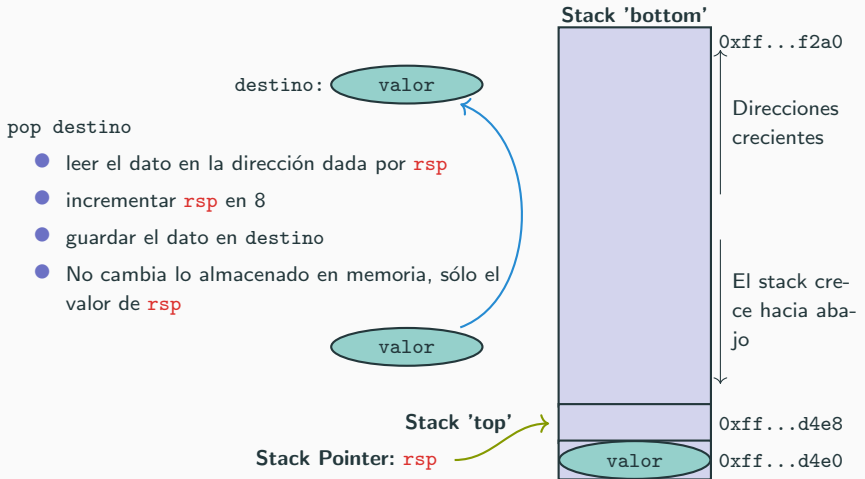 Stack 'bottom'
0xff...f2a0
destino: valor
Direcciones
crecientes
pop destino
leer el dato en la dirección dada por rsp
incrementar rsp en 8
guardar el dato en destino
No cambia lo almacenado en memoria, sólo el
valor de rsp
El stack cre-
ce hacia aba-
jo
valor
Stack 'top'
0xff...d4e8
Stack Pointer: rsp
valor
0xff...d4e0